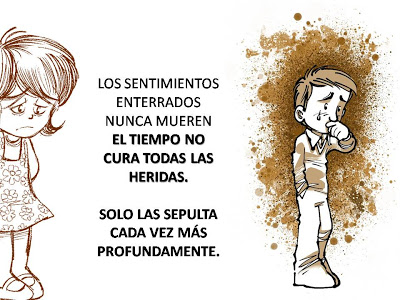 LOS SENTIMIENTOS
ENTERRADOS
NUNCA MUEREN
EL TIEMPO NO
CURA TODAS LAS
HERIDAS.
SOLO LAS SEPULTA
CADA VEZ MÁS
PROFUNDAMENTE.